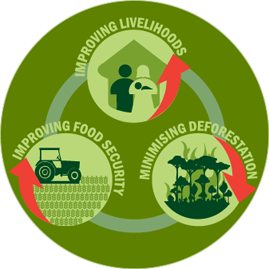 IMPROVING LIVELIHOODS
IMPROVING FOOD SECURITY
MINIMISING DEFORESTATION